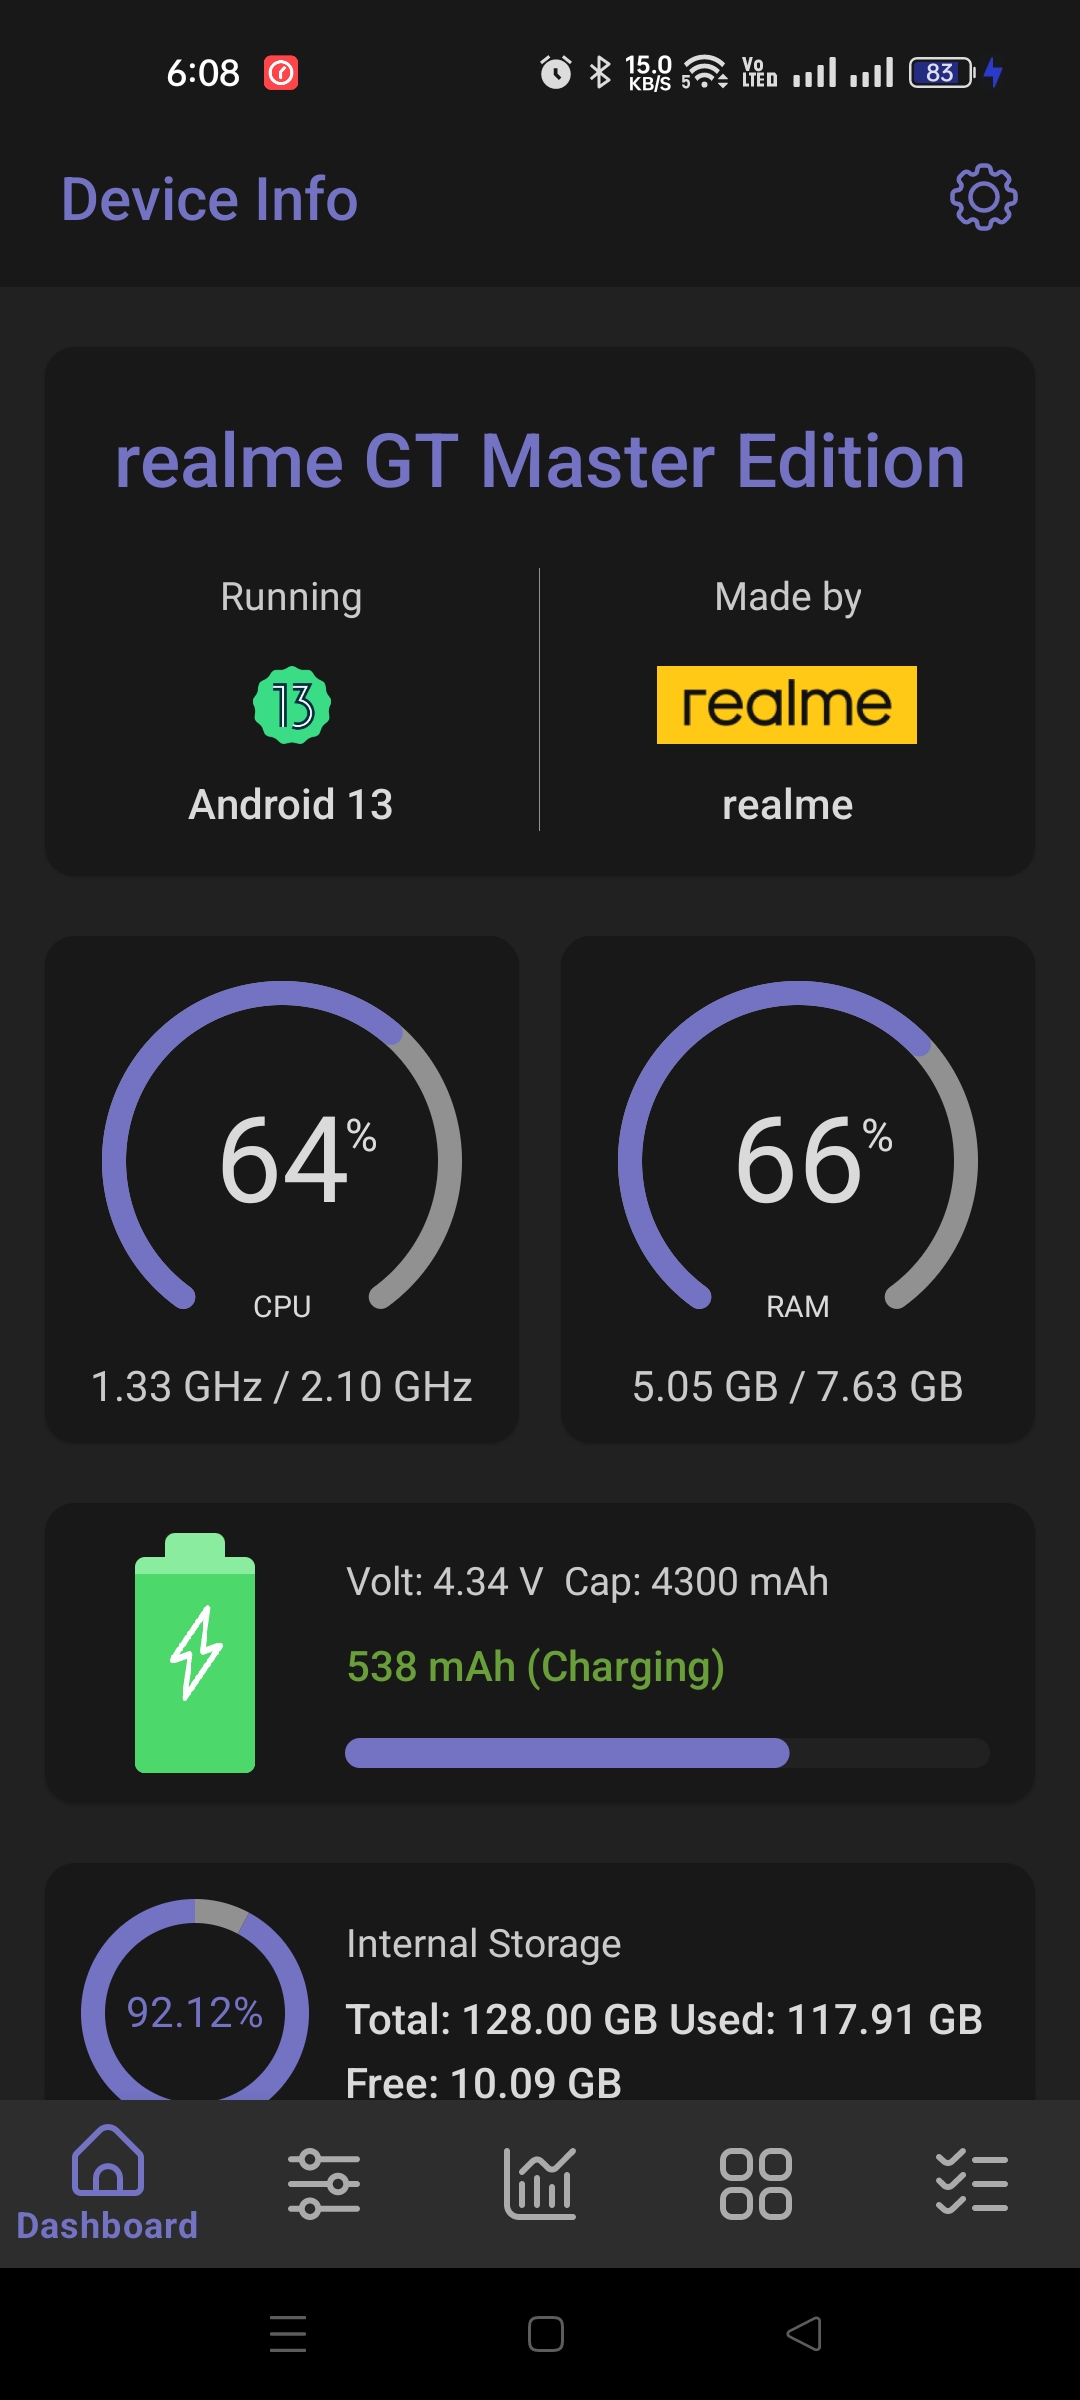 6:08
15.0
KB/S
5
Vo
LTED
83
Device Info
realme GT Master Edition
Running
Made by
13
realme
Android 13
realme
64%
66%
CPU
RAM
1.33 GHz / 2.10 GHz
5.05 GB / 7.63 GB
Volt: 4.34 V  Cap: 4300 mAh
538 mAh (Charging)
92.12%
Internal Storage
Total: 128.00 GB Used: 117.91 GB
Free: 10.09 GB
Dashboard